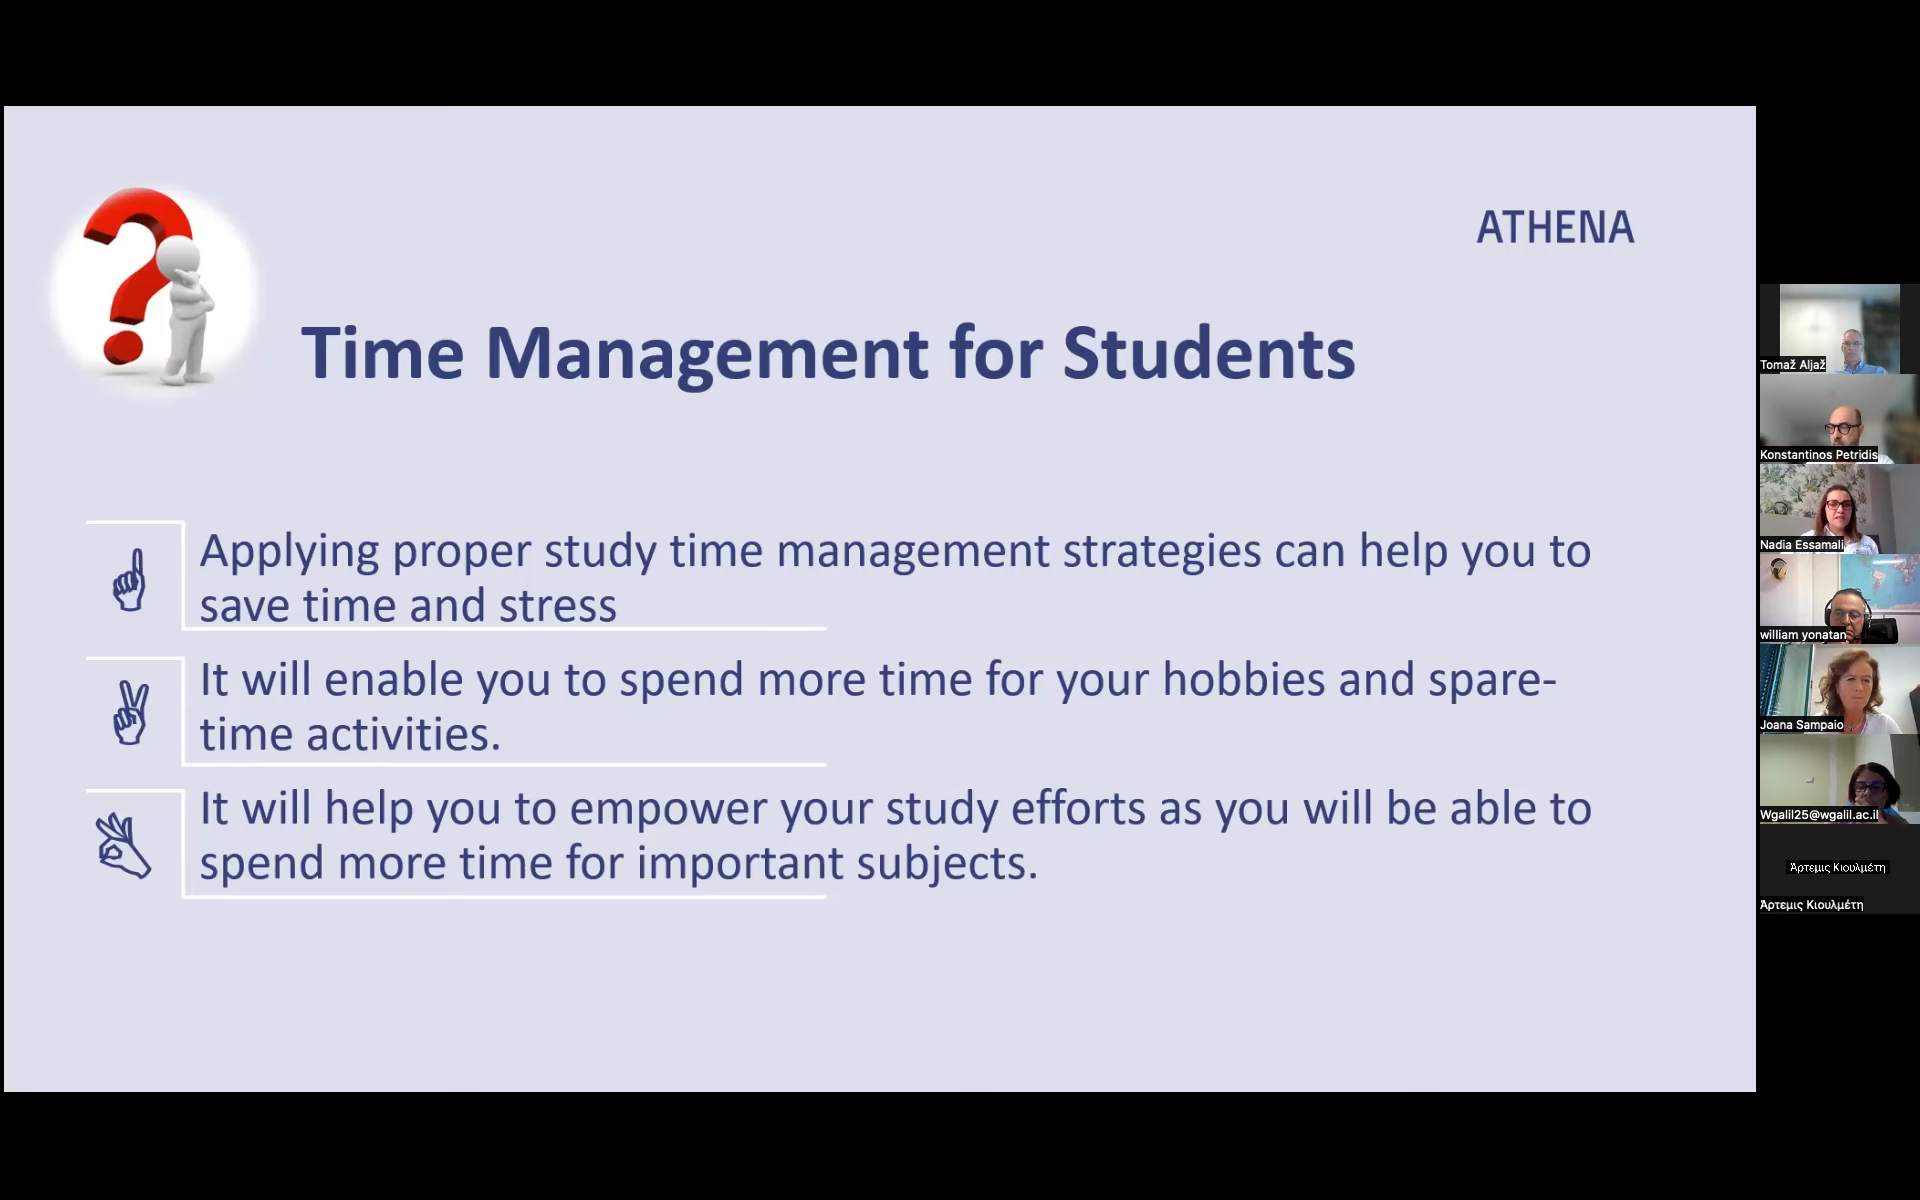 ATHENA
Time Management for Students
Applying proper study time management strategies can help you to
save time and stress
It will enable you to spend more time for your hobbies and spare-
time activities.
It will help you to empower your study efforts as you will be able to
spend more time for important subjects.
Tomaž Aljaž
Konstantinos Petridis
Nadia Essamali
william yonatan
Joana Sampaio
Wgalil25@wgalil.ac.il
Άρτεμις Κιουλμέτη
Άρτεμις Κιουλμέτη